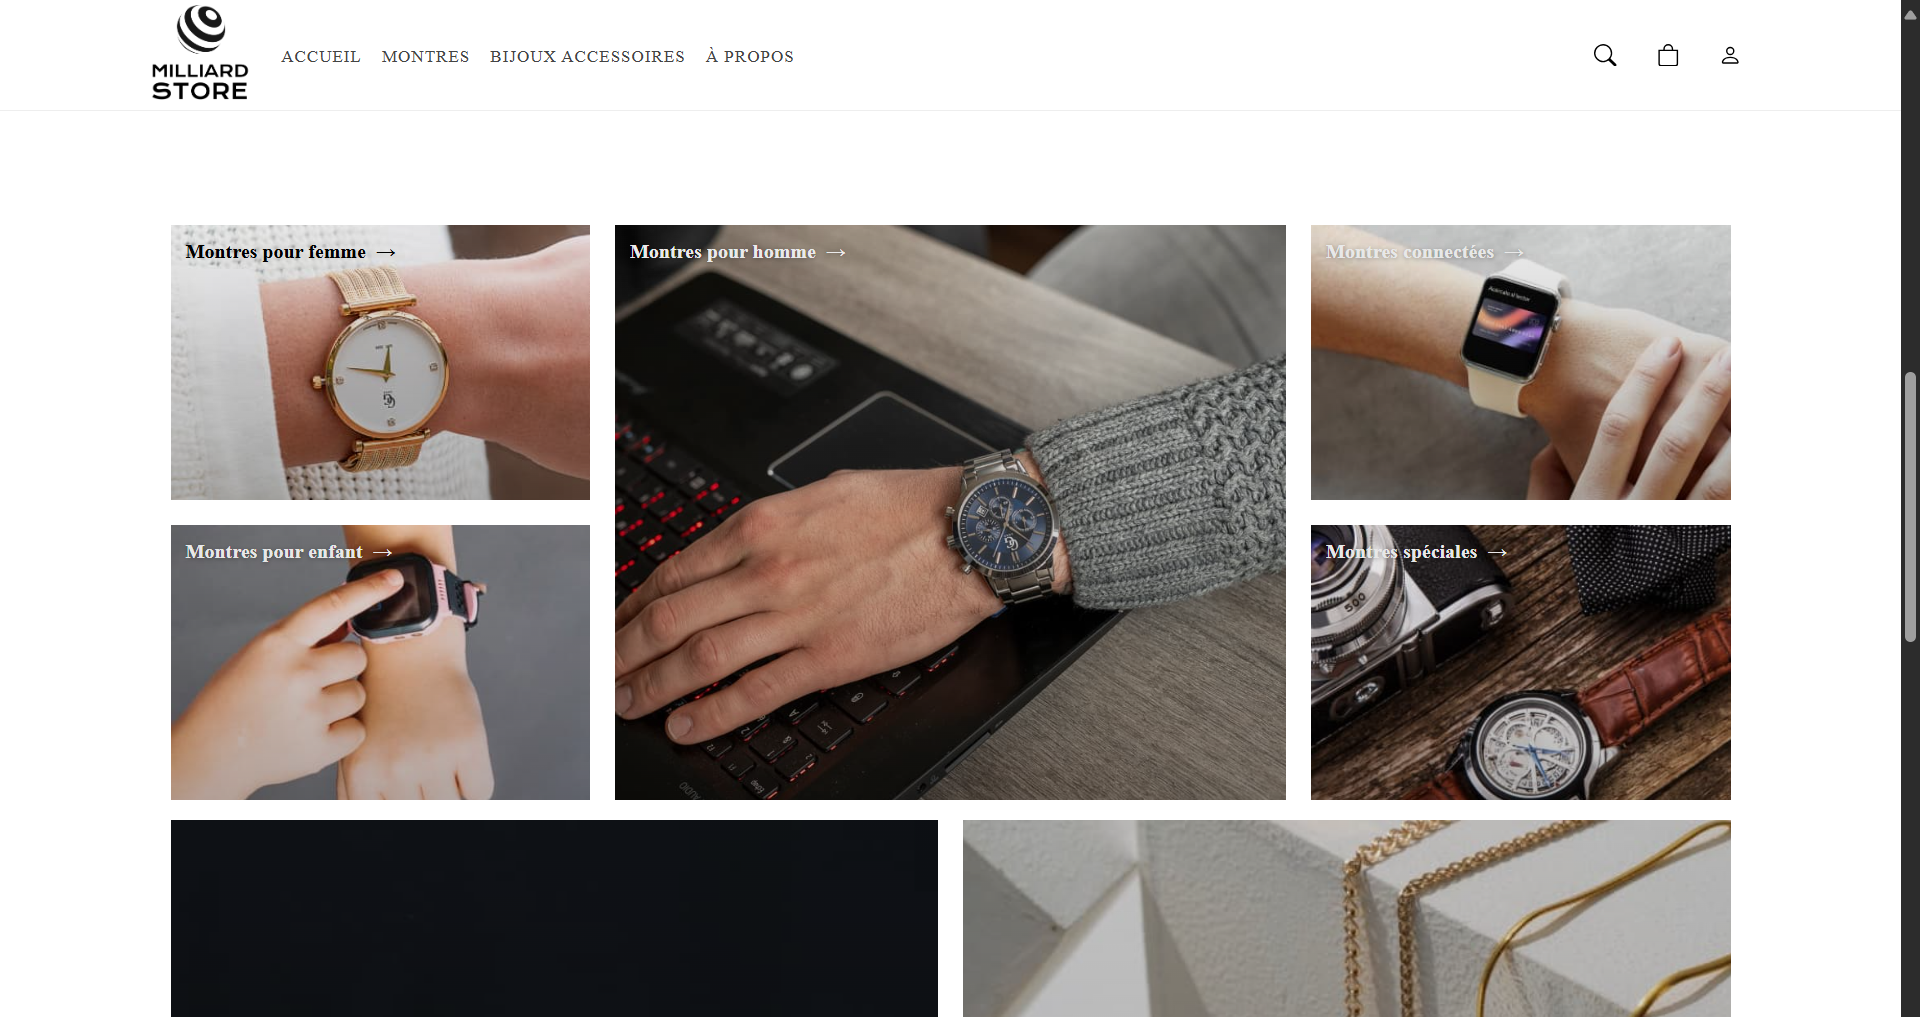 MILLIARD
STORE
ACCUEIL MONTRES BIJOUX ACCESSOIRES À PROPOS
Montres pour femme →
Montres pour homme →
Montres connectées →
Montres pour enfant →
Montres spéciales →
500